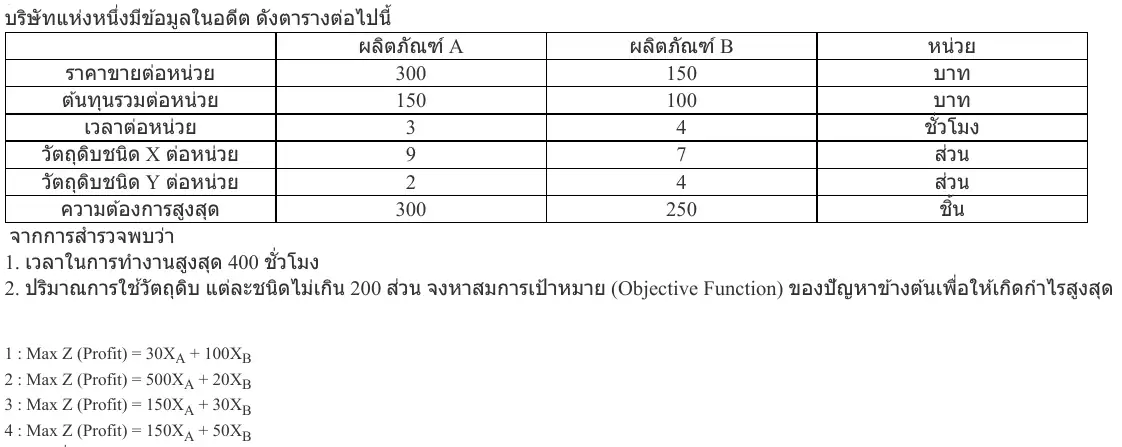 บริษัทแห่งหนึ่งมีข้อมูลในอดีต ดังตารางต่อไปนี้
ผลิตภัณฑ์ A ผลิตภัณฑ์ B หน่วย
ราคาขายต่อหน่วย 300 150 บาท
ต้นทุนรวมต่อหน่วย 150 100 บาท
เวลาต่อหน่วย 3 4 ชั่วโมง
วัตถุดิบชนิด X ต่อหน่วย 9 7 ส่วน
วัตถุดิบชนิด Y ต่อหน่วย 2 4 ส่วน
ความต้องการสูงสุด 300 250 ชิ้น
จากการสำรวจพบว่า
1. เวลาในการทำงานสูงสุด 400 ชั่วโมง
2. ปริมาณการใช้วัตถุดิบ แต่ละชนิดไม่เกิน 200 ส่วน จงหาสมการเป้าหมาย (Objective Function) ของปัญหาข้างต้นเพื่อให้เกิดกำไรสูงสุด
1 : Max Z (Profit) = 30XA + 100XB
2 : Max Z (Profit) = 500XA + 20XB
3 : Max Z (Profit) = 150XA + 30XB
4 : Max Z (Profit) = 150XA + 50XB